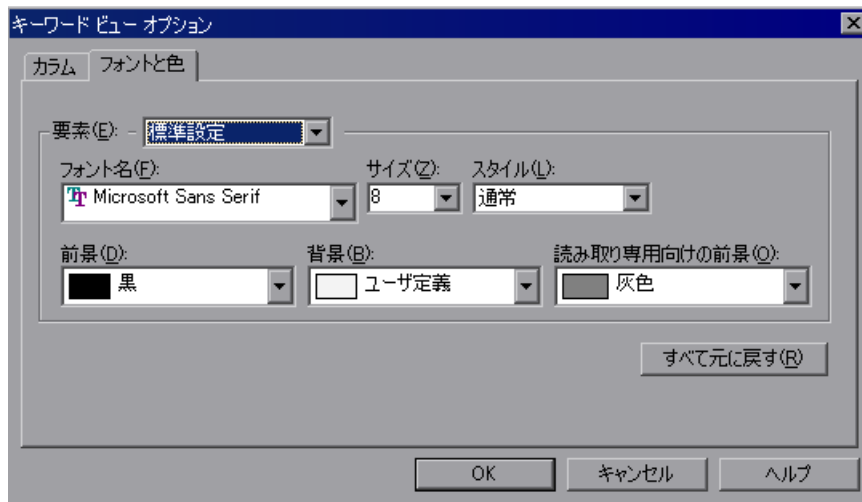 キーワード ビュー オプション
カラム フォントと色
要素(E): 標準設定
フォント名(F): サイズ(Z): スタイル(L):
Microsoft Sans Serif 8 通常
前景(D): 背景(B): 読み取り専用向けの前景(O):
黒 ユーザ定義 灰色
すべて元に戻す(R)
OK キャンセル ヘルプ